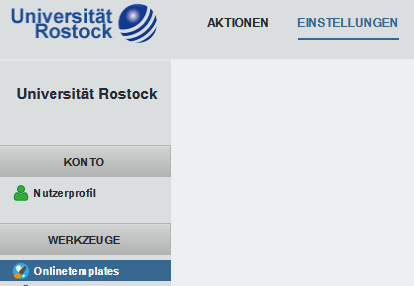 Universität
Rostock
AKTIONEN
EINSTELLUNGEN
Universität Rostock
KONTO
Nutzerprofil
WERKZEUGE
Onlinetemplates